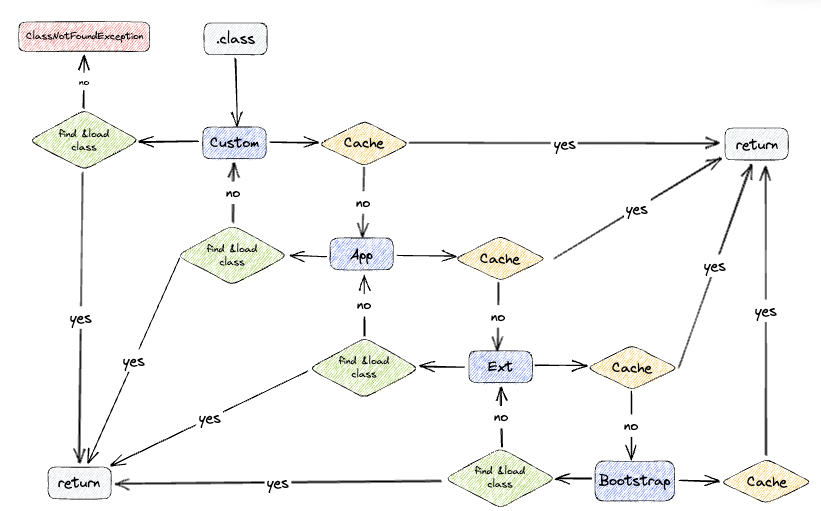 ClassNotFoundException
.class
no
find &load
class
Custom
Cache
yes
return
no
no
yes
find &load
class
App
Cache
yes
yes
yes
no
no
yes
find &load
class
Ext
Cache
yes
no
no
find &load
class
return
yes
Bootstrap
Cache